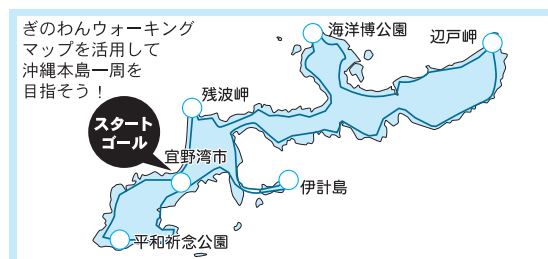 ぎのわんウォーキング
マップを活用して
沖縄本島一周を
目指そう！
海洋博公園
辺戸岬
残波岬
スタート
ゴール
宜野湾市
伊計島
平和祈念公園